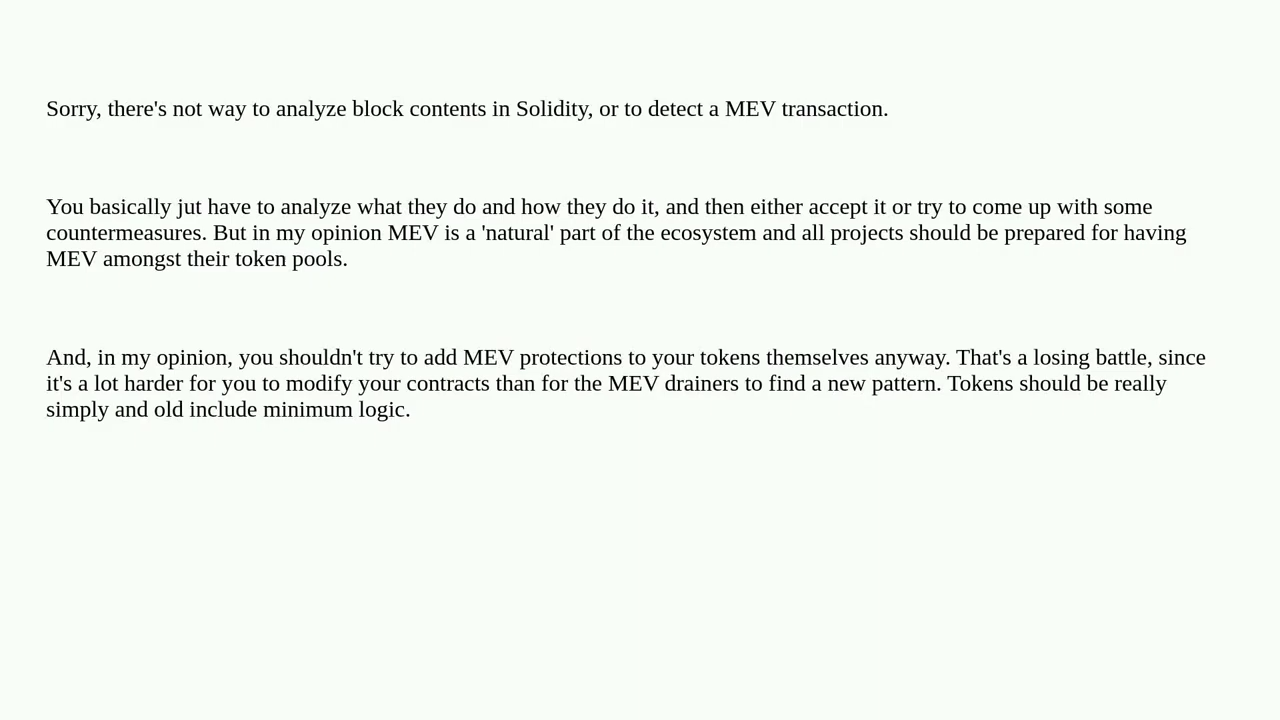 Sorry, there's not way to analyze block contents in Solidity, or to detect a MEV transaction.
You basically jut have to analyze what they do and how they do it, and then either accept it or try to come up with some
countermeasures. But in my opinion MEV is a 'natural' part of the ecosystem and all projects should be prepared for having
MEV amongst their token pools.
And, in my opinion, you shouldn't try to add MEV protections to your tokens themselves anyway. That's a losing battle, since
it's a lot harder for you to modify your contracts than for the MEV drainers to find a new pattern. Tokens should be really
simply and old include minimum logic.